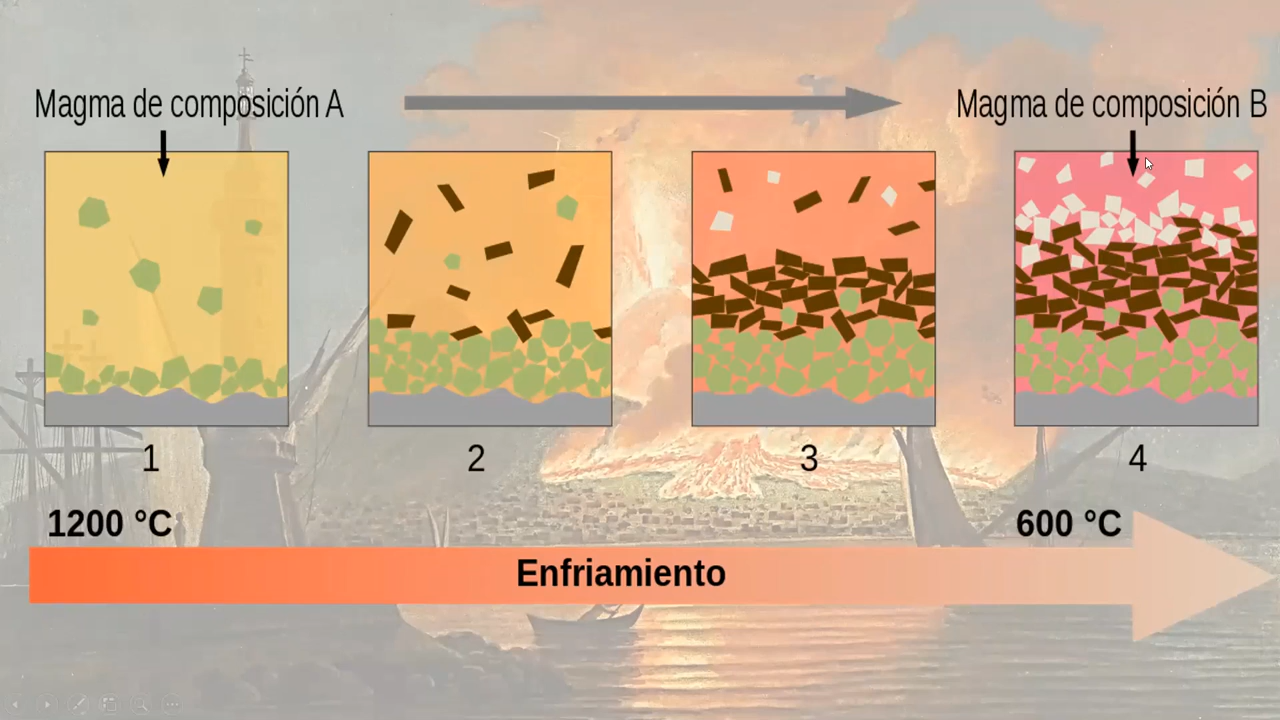 Magma de composición A
Magma de composición B
1
2
3
4
1200 °C
600 °C
Enfriamiento